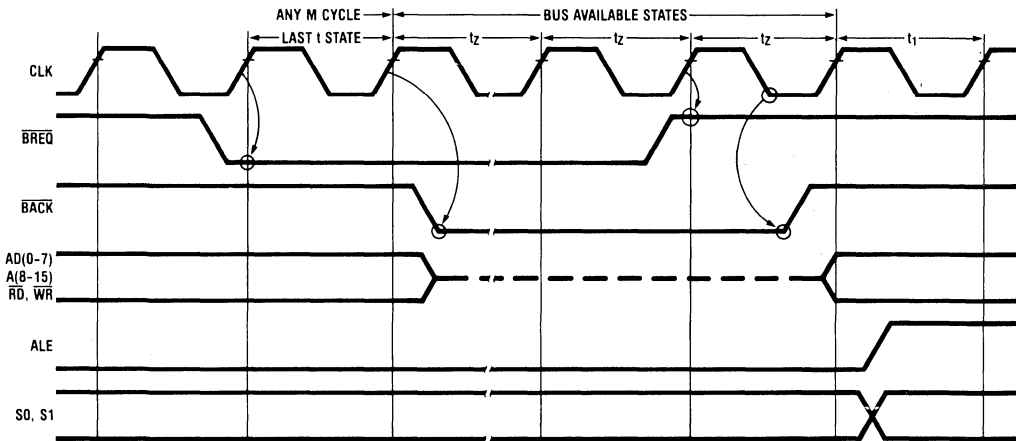 ANY M CYCLE BUS AVAILABLE STATES
LAST t STATE tZ tZ tZ t1
CLK
BREQ
BACK
AD(0-7)
A(8-15)
RD, WR
ALE
S0, S1